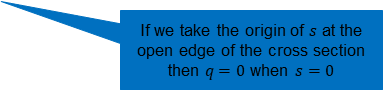 If we take the origin of s at the
open edge of the cross section
then q = 0 when s = 0